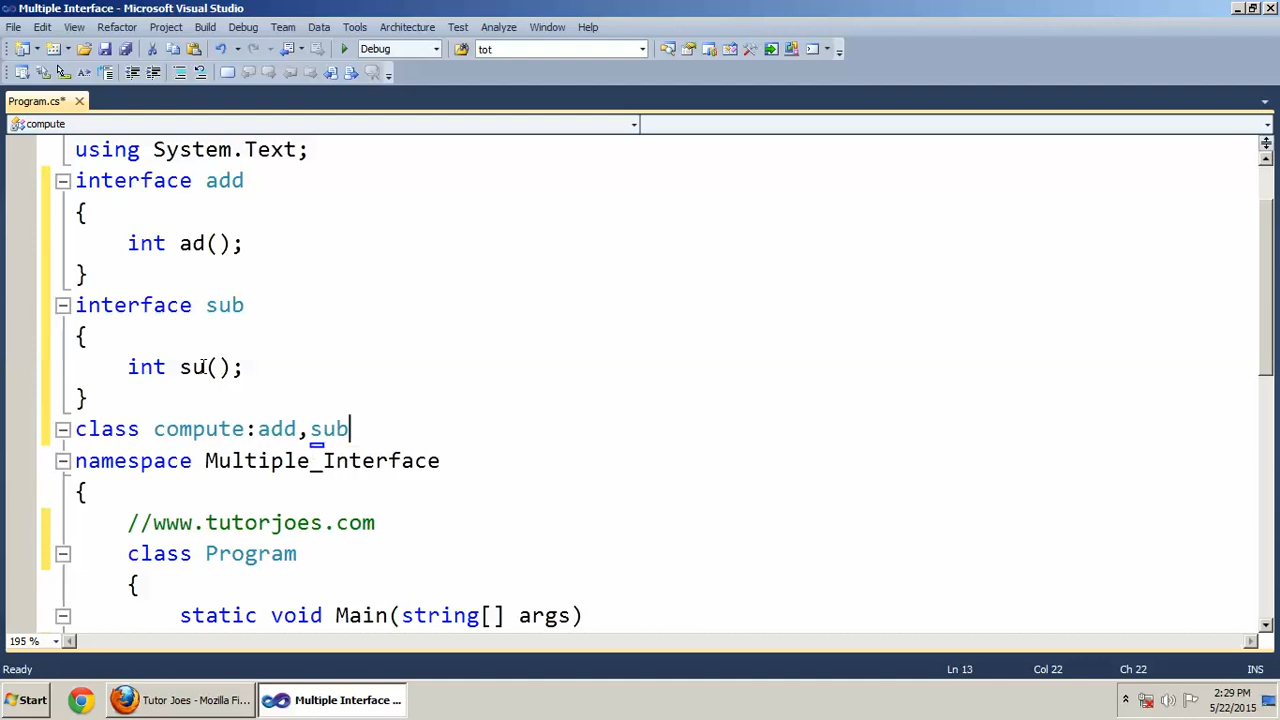 Multiple Interface - Microsoft Visual Studio
File Edit View Refactor Project Build Debug Team Data Tools Architecture Test Analyze Window Help
Debug tot
Program.cs*
compute
using System.Text;
interface add
{
int ad();
}
interface sub
{
int su();
}
class compute:add,sub
namespace Multiple_Interface
{
//www.tutorjoes.com
class Program
{
static void Main(string[] args)
195 %
Ready Ln 13 Col 22 Ch 22 INS
Start Tutor Joes - Mozilla Fi... Multiple Interface ... 2:29 PM
5/22/2015